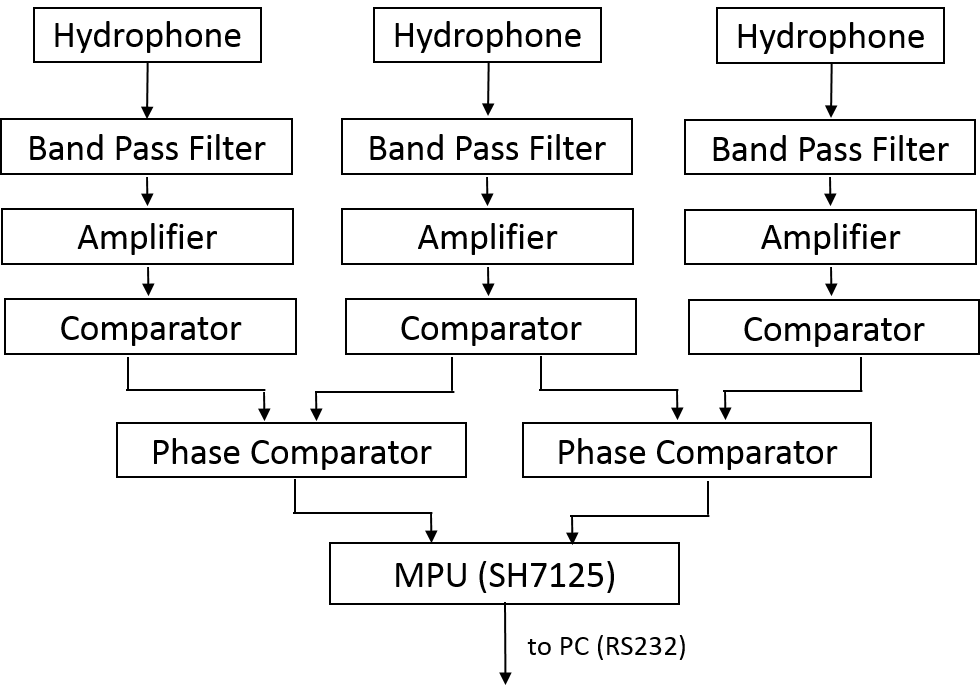 Hydrophone
Hydrophone
Hydrophone
Band Pass Filter
Band Pass Filter
Band Pass Filter
Amplifier
Amplifier
Amplifier
Comparator
Comparator
Comparator
Phase Comparator
Phase Comparator
MPU (SH7125)
to PC (RS232)